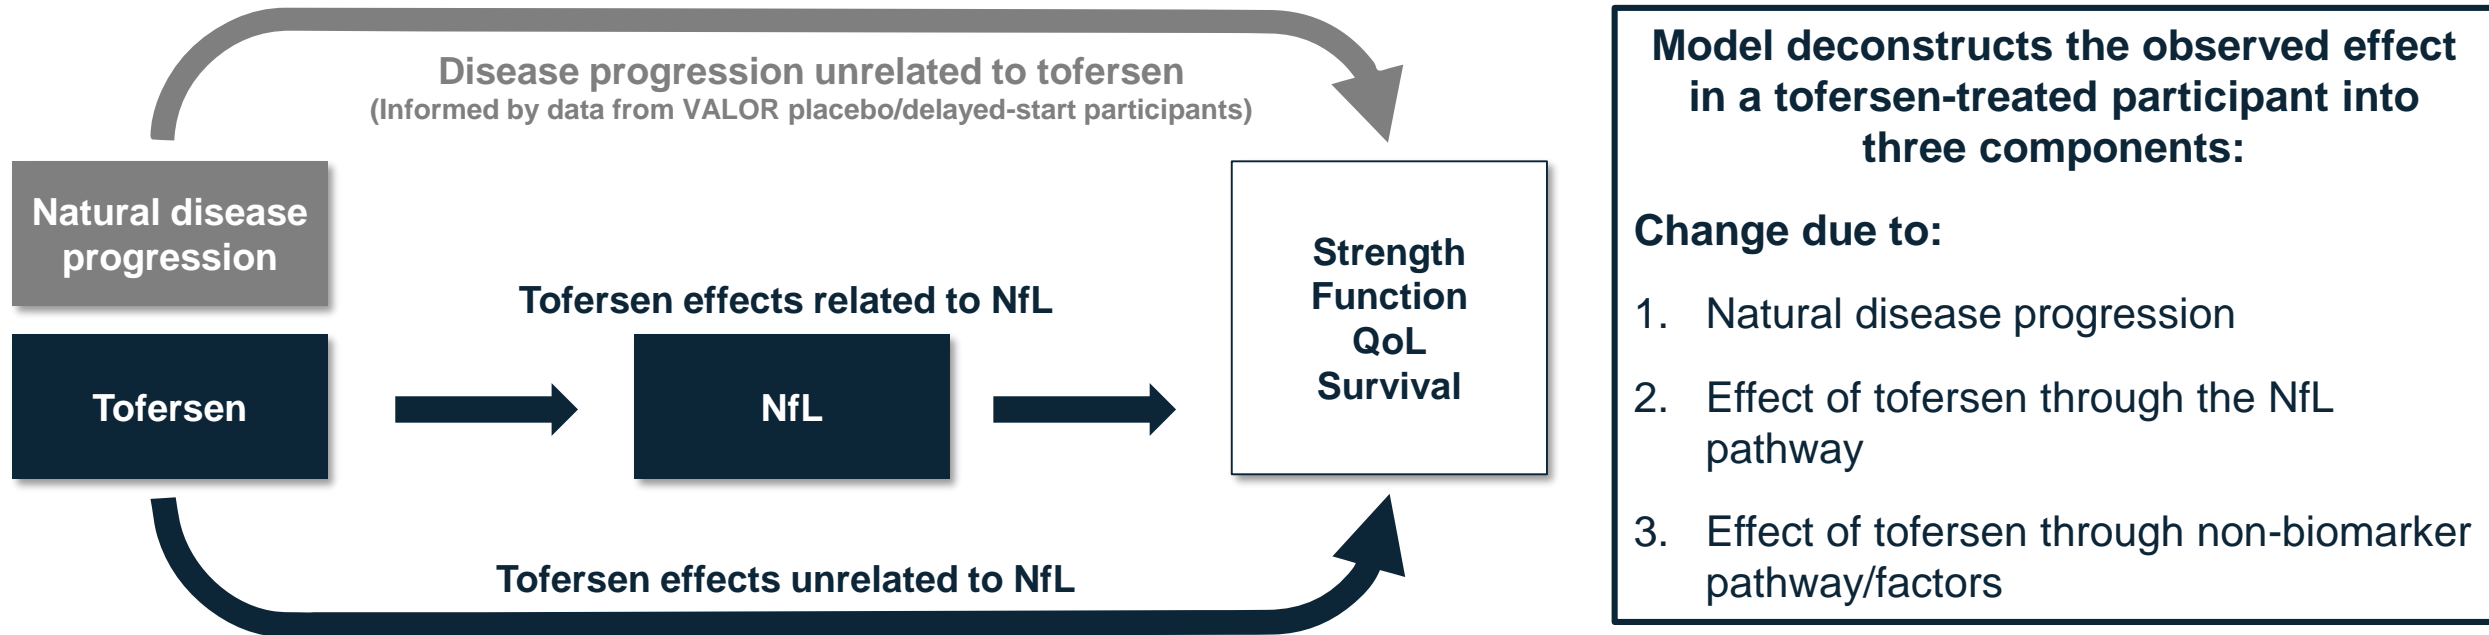 Disease progression unrelated to tofersen
(Informed by data from VALOR placebo/delayed-start participants)
Natural disease
progression
Tofersen effects related to NfL
Tofersen
NfL
Strength
Function
QoL
Survival
Tofersen effects unrelated to NfL
Model deconstructs the observed effect
in a tofersen-treated participant into
three components:
Change due to:
1. Natural disease progression
2. Effect of tofersen through the NfL
pathway
3. Effect of tofersen through non-biomarker
pathway/factors